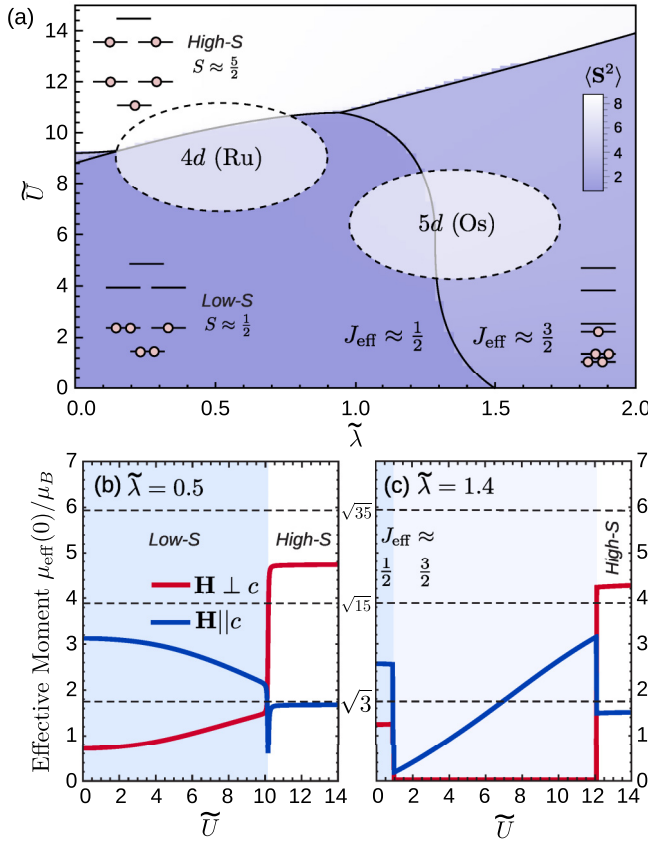 (a)
High-S
S ≈ 5/2
⟨S²⟩
8
6
4
2
4d (Ru)
5d (Os)
Low-S
S ≈ 1/2
J_eff ≈ 1/2
J_eff ≈ 3/2
14
12
10
8
6
4
2
0
Ũ
0.0 0.5 1.0 1.5 2.0
λ̃
(b) λ̃ = 0.5
Low-S
High-S
H ⊥ c
H||c
7
6
5
4
3
2
1
0
Effective Moment μ_eff(0)/μ_B
0 2 4 6 8 10 12 14
Ũ
√35
√15
√3
(c) λ̃ = 1.4
J_eff ≈
1/2 3/2
High-S
7
6
5
4
3
2
1
0
0 2 4 6 8 10 12 14
Ũ